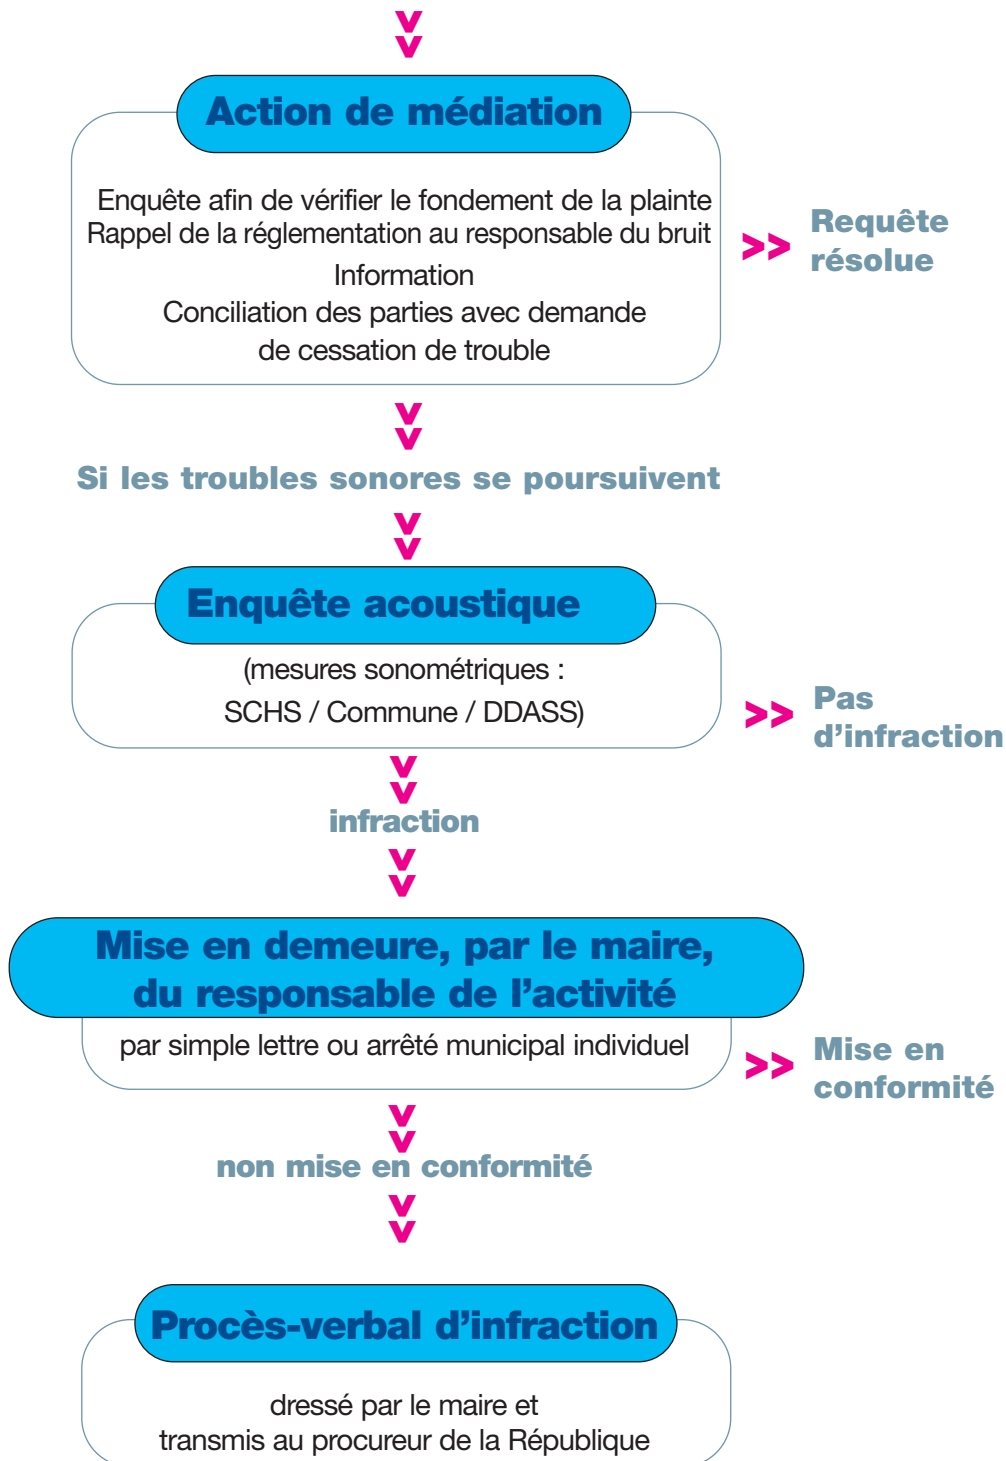 Action de médiation
Enquête afin de vérifier le fondement de la plainte
Rappel de la réglementation au responsable du bruit
Information
Conciliation des parties avec demande
de cessation de trouble
>> Requête
résolue
Si les troubles sonores se poursuivent
Enquête acoustique
(mesures sonométriques :
SCHS / Commune / DDASS)
>> Pas
d’infraction
infraction
Mise en demeure, par le maire,
du responsable de l’activité
par simple lettre ou arrêté municipal individuel
>> Mise en
conformité
non mise en conformité
Procès-verbal d’infraction
dressé par le maire et
transmis au procureur de la République